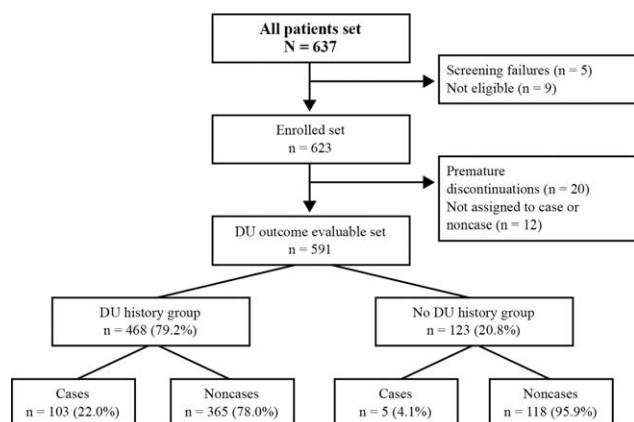 All patients set
N = 637
Screening failures (n = 5)
Not eligible (n = 9)
Enrolled set
n = 623
Premature
discontinuations (n = 20)
Not assigned to case or
noncase (n = 12)
DU outcome evaluable set
n = 591
DU history group
n = 468 (79.2%)
No DU history group
n = 123 (20.8%)
Cases
n = 103 (22.0%)
Noncases
n = 365 (78.0%)
Cases
n = 5 (4.1%)
Noncases
n = 118 (95.9%)